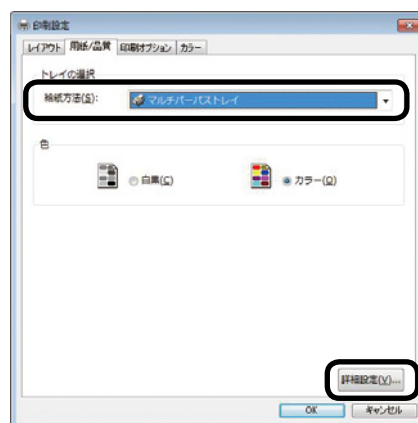 印刷設定
レイアウト 用紙/品質 印刷オプション カラー
トレイの選択
給紙方法(S): マルチパーパストレイ
色
白黒(C) カラー(O)
詳細設定(V)...
OK キャンセル